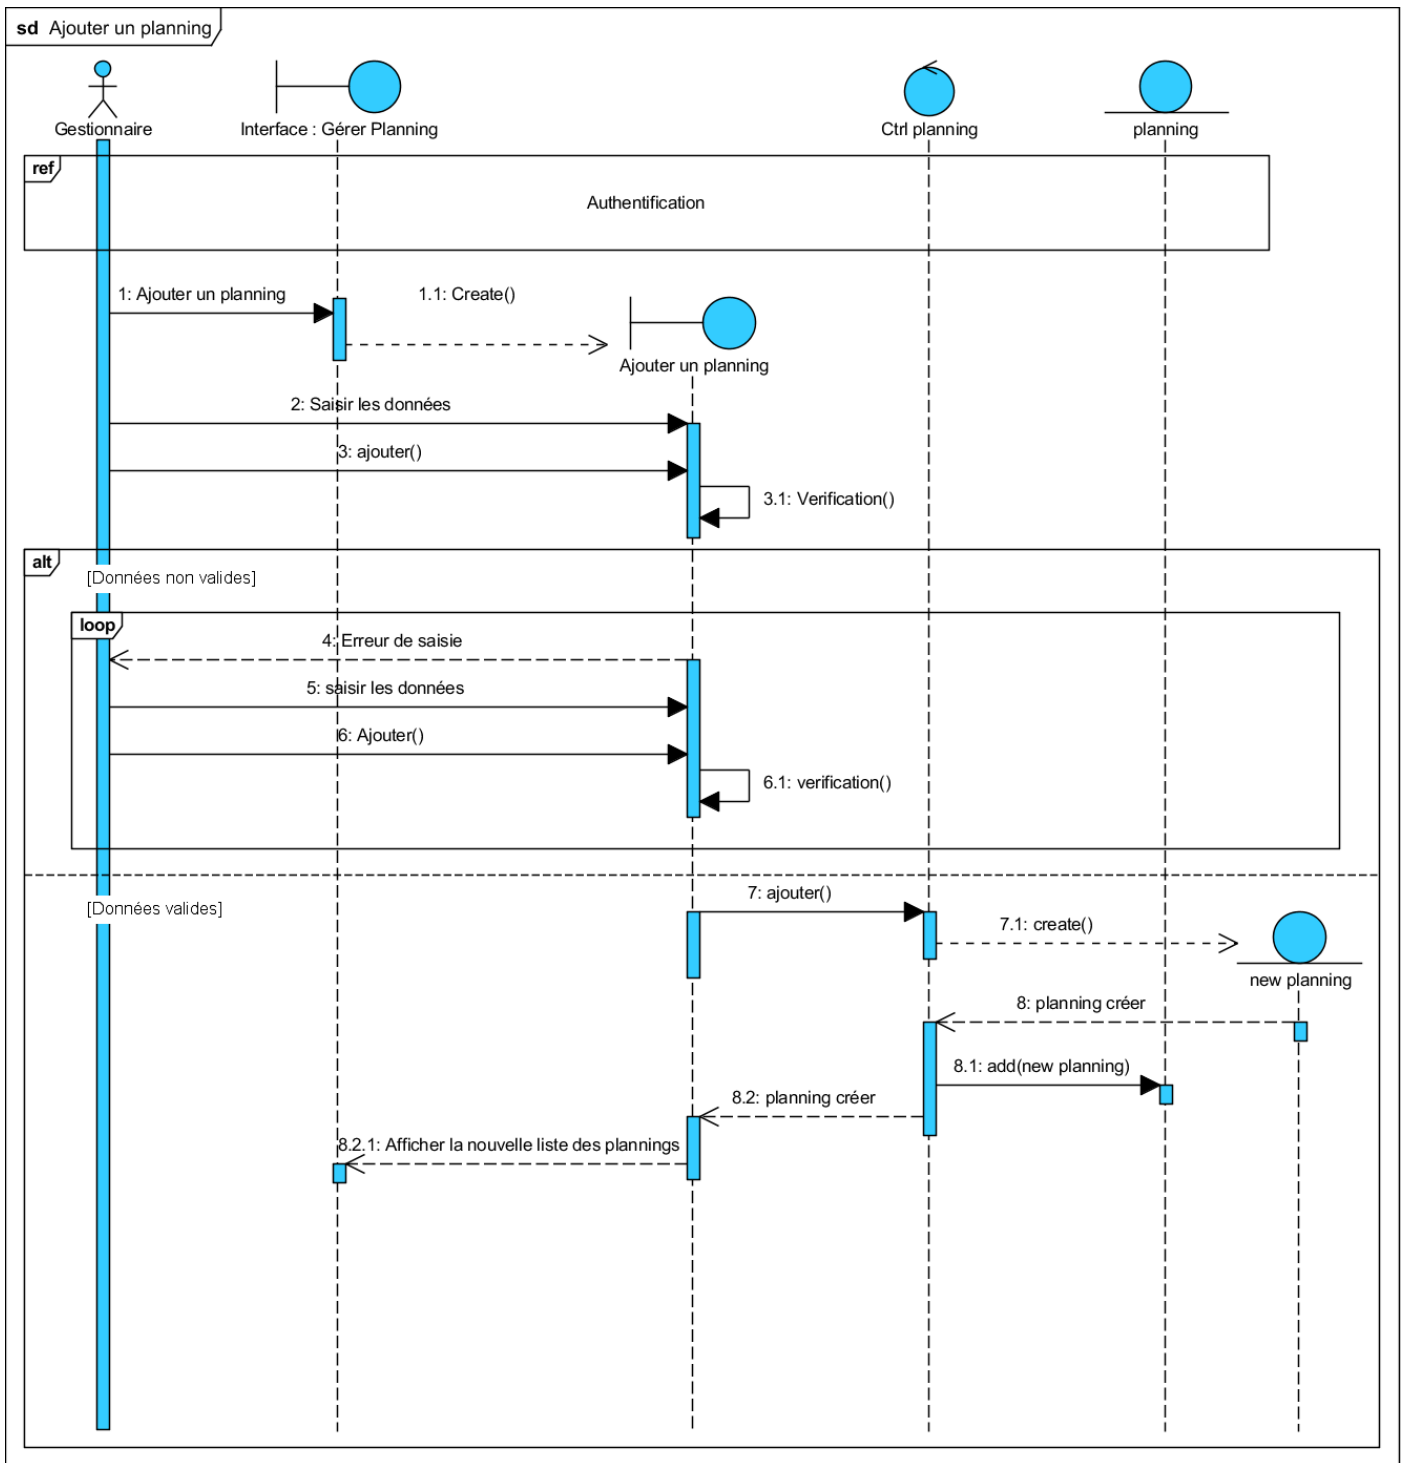 sd Ajouter un planning
Gestionnaire
Interface : Gérer Planning
Ctrl planning
planning
ref
Authentification
1: Ajouter un planning
1.1: Create()
Ajouter un planning
2: Saisir les données
3: ajouter()
3.1: Verification()
alt
[Données non valides]
loop
4: Erreur de saisie
5: saisir les données
6: Ajouter()
6.1: verification()
7: ajouter()
[Données valides]
7.1: create()
new planning
8: planning créer
8.1: add(new planning)
8.2: planning créer
8.2.1: Afficher la nouvelle liste des plannings